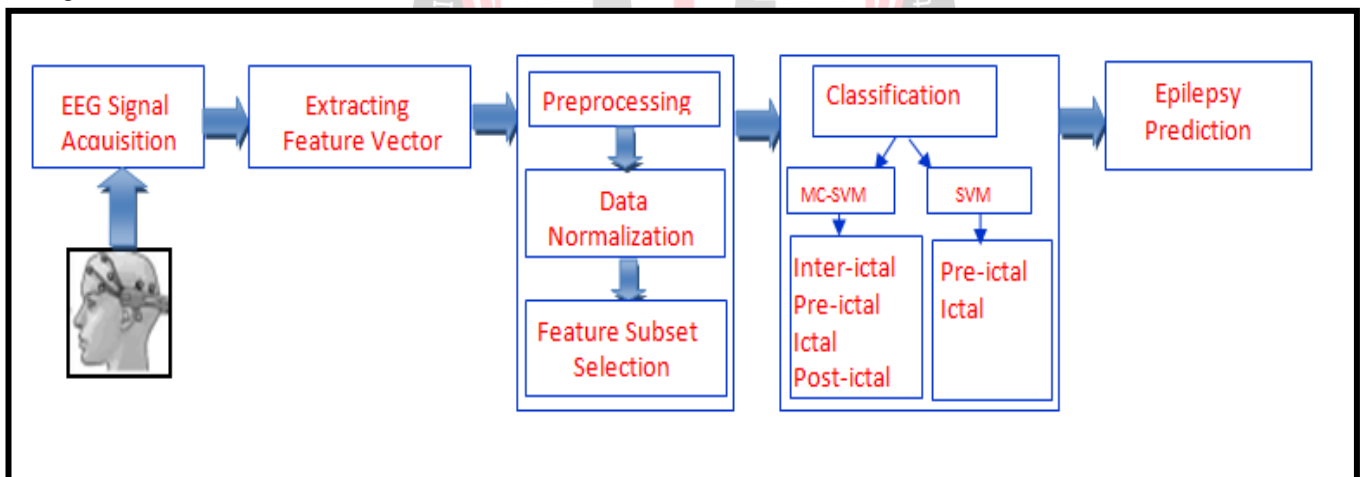 EEG Signal
Acquisition
Extracting
Feature Vector
Preprocessing
Data
Normalization
Feature Subset
Selection
Classification
MC-SVM
SVM
Inter-ictal
Pre-ictal
Ictal
Post-ictal
Pre-ictal
Ictal
Epilepsy
Prediction